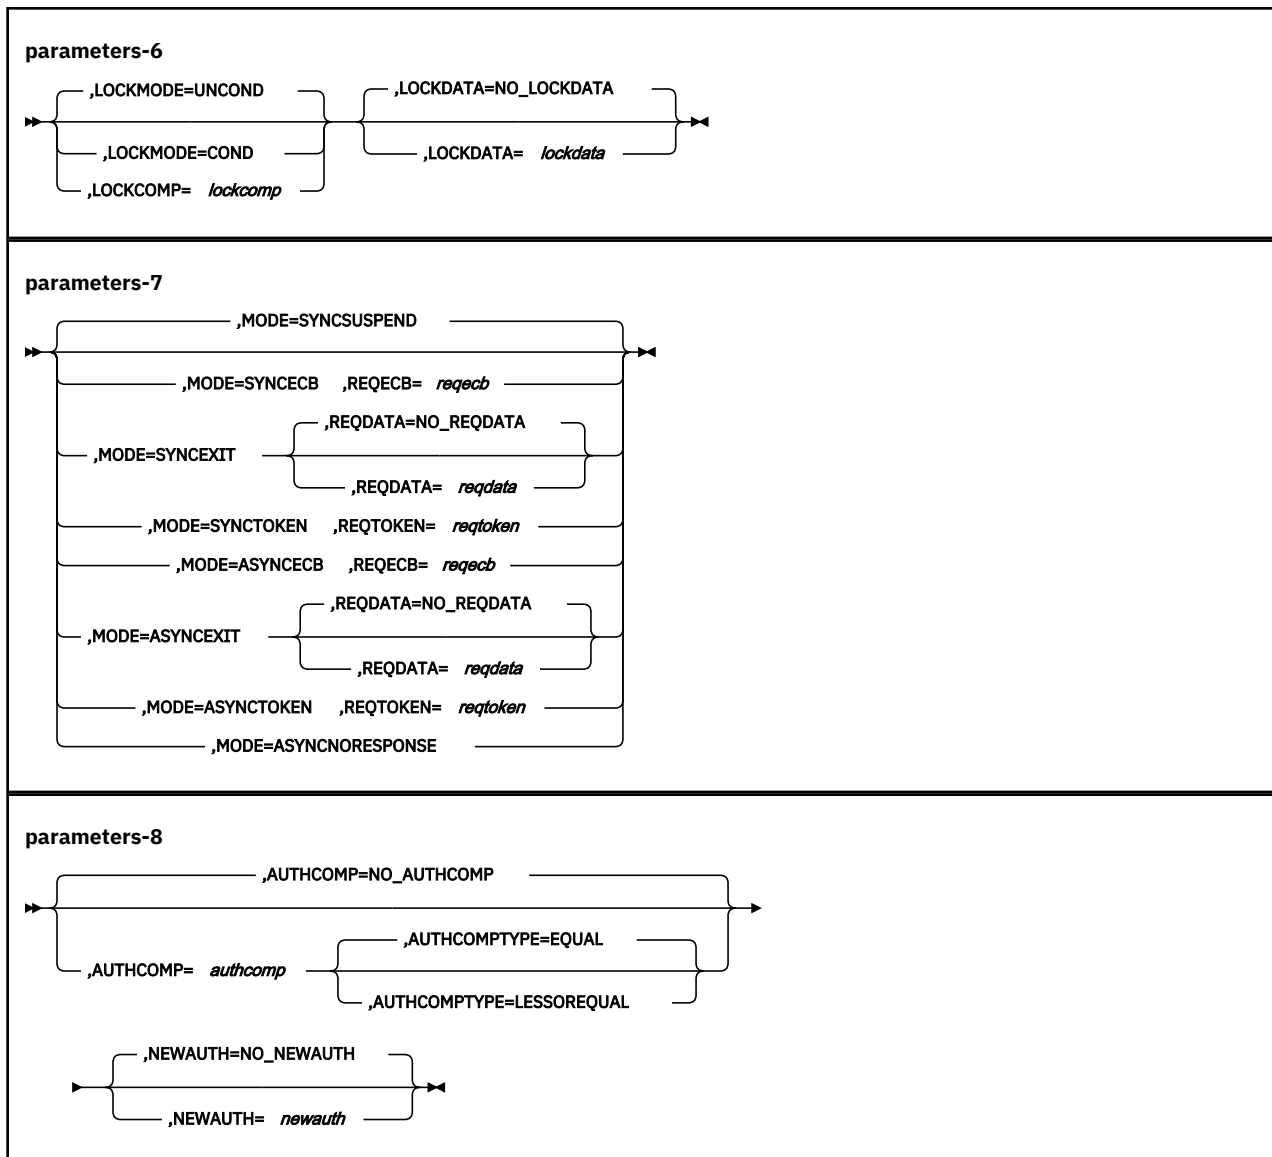 parameters-6
,LOCKMODE=UNCOND ,LOCKDATA=NO_LOCKDATA
,LOCKMODE=COND ,LOCKDATA= lockdata
,LOCKCOMP= lockcomp
parameters-7
,MODE=SYNCSUSPEND
,MODE=SYNCECB ,REQECB= reqecb
,REQDATA=NO_REQDATA
,MODE=SYNCEXIT
,REQDATA= reqdata
,MODE=SYNCTOKEN ,REQTOKEN= reqtoken
,MODE=ASYNCECB ,REQECB= reqecb
,REQDATA=NO_REQDATA
,MODE=ASYNCEXIT
,REQDATA= reqdata
,MODE=ASYNCTOKEN ,REQTOKEN= reqtoken
,MODE=ASYNCNORESPONSE
parameters-8
,AUTHCOMP=NO_AUTHCOMP
,AUTHCOMPTYPE=EQUAL
,AUTHCOMP= authcomp
,AUTHCOMPTYPE=LESSOREQUAL
,NEWAUTH=NO_NEWAUTH
,NEWAUTH= newauth